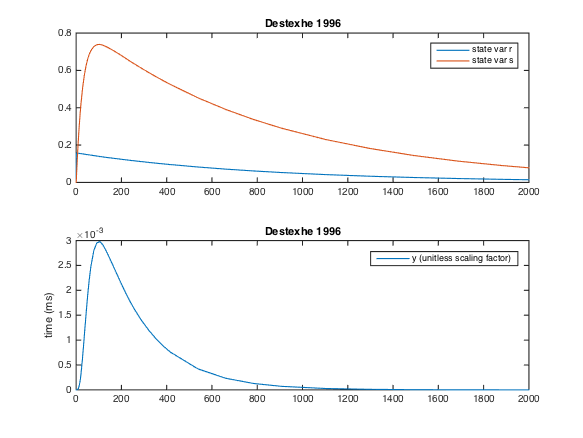 Destexhe 1996
0.8
0.6
0.4
0.2
0
state var r
state var s
0 200 400 600 800 1000 1200 1400 1600 1800 2000
Destexhe 1996
×10⁻³
3
2.5
2
1.5
1
0.5
0
time (ms)
y (unitless scaling factor)
0 200 400 600 800 1000 1200 1400 1600 1800 2000